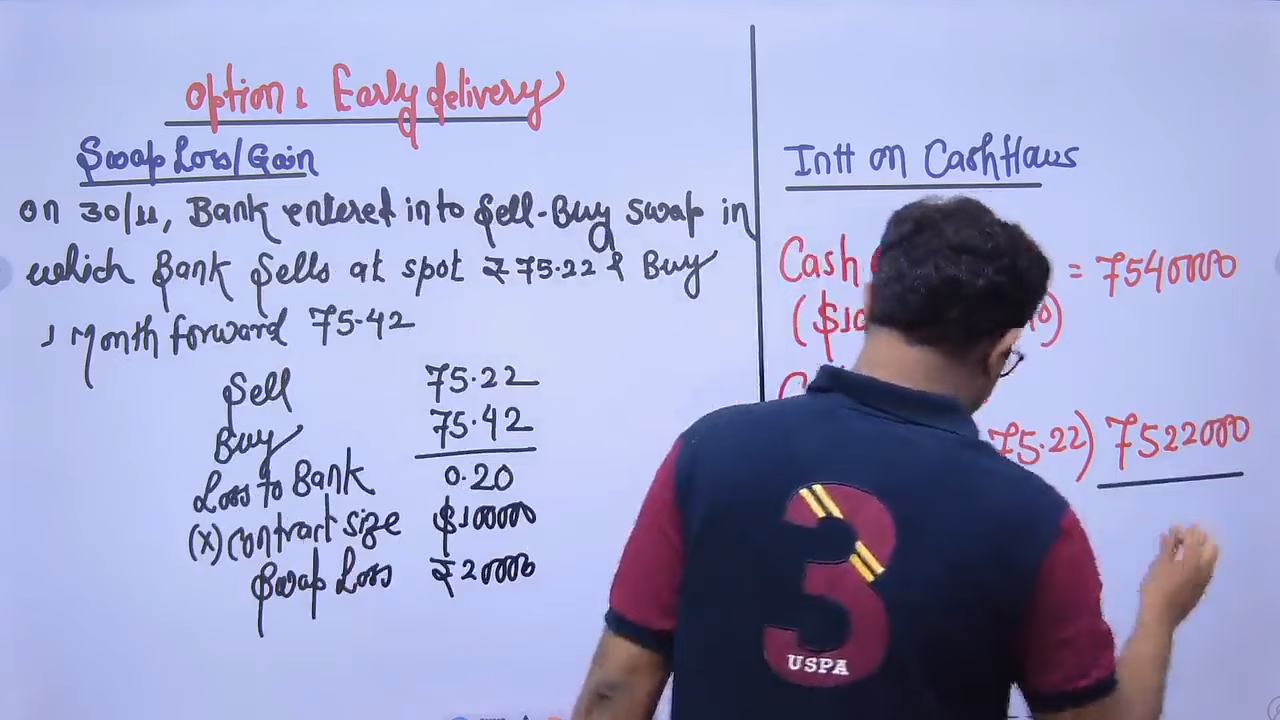 Option : Early delivery
Swap Loss/Gain
on 30/11, Bank entered into Sell-Buy swap in
which Bank Sells at spot ₹75.22 & Buy
1 Month forward 75.42
Sell 75.22
Buy 75.42
Loss to Bank 0.20
(x) contract size $100000
Swap Loss ₹20000
Intt on Cashflows
Cash = 7540000
($10
75.22) 7522000
3
USPA